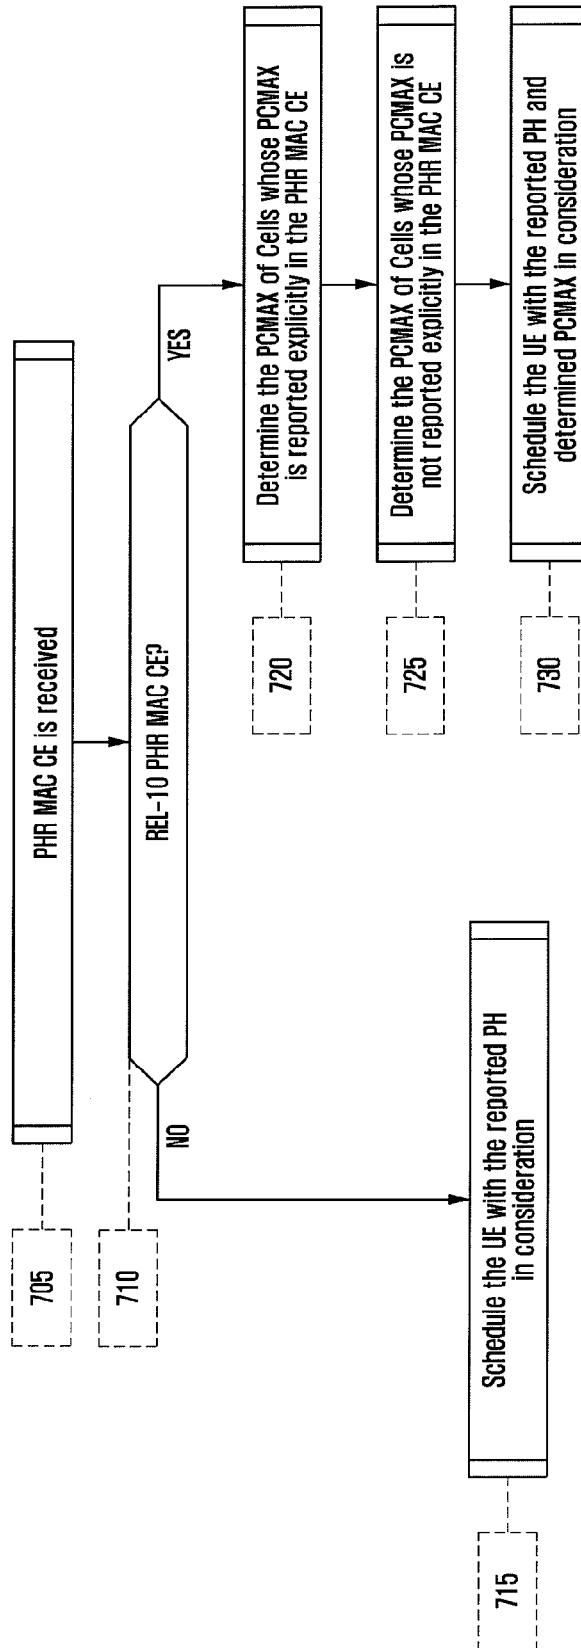 705
PHR MAC CE is received
710
REL-10 PHR MAC CE?
NO
YES
715
Schedule the UE with the reported PH
in consideration
720
Determine the PCMAX of Cells whose PCMAX
is reported explicitly in the PHR MAC CE
725
Determine the PCMAX of Cells whose PCMAX is
not reported explicitly in the PHR MAC CE
730
Schedule the UE with the reported PH and
determined PCMAX in consideration